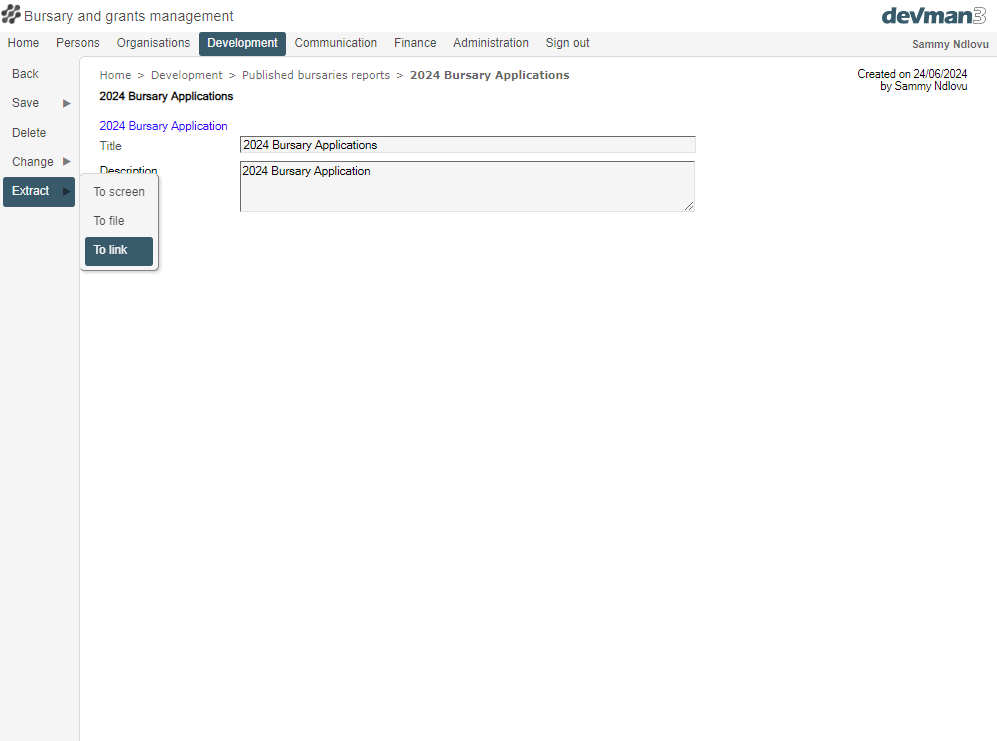 Bursary and grants management
devman3
Home Persons Organisations Development Communication Finance Administration Sign out
Sammy Ndlovu
Back
Save
Delete
Change
Extract
Home > Development > Published bursaries reports > 2024 Bursary Applications
Created on 24/06/2024
by Sammy Ndlovu
2024 Bursary Applications
2024 Bursary Application
Title 2024 Bursary Applications
Description 2024 Bursary Application
To screen
To file
To link